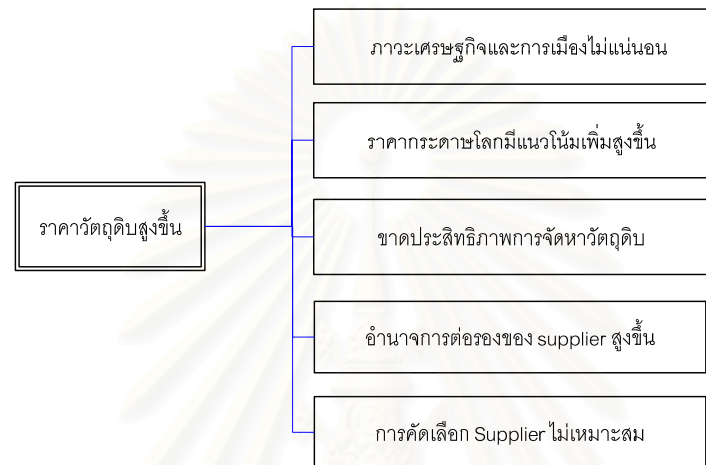 ภาวะเศรษฐกิจและการเมืองไม่แน่นอน
ราคากระดาษโลกมีแนวโน้มเพิ่มสูงขึ้น
ราคาวัตถุดิบสูงขึ้น
ขาดประสิทธิภาพการจัดหาวัตถุดิบ
อำนาจการต่อรองของ supplier สูงขึ้น
การคัดเลือก Supplier ไม่เหมาะสม